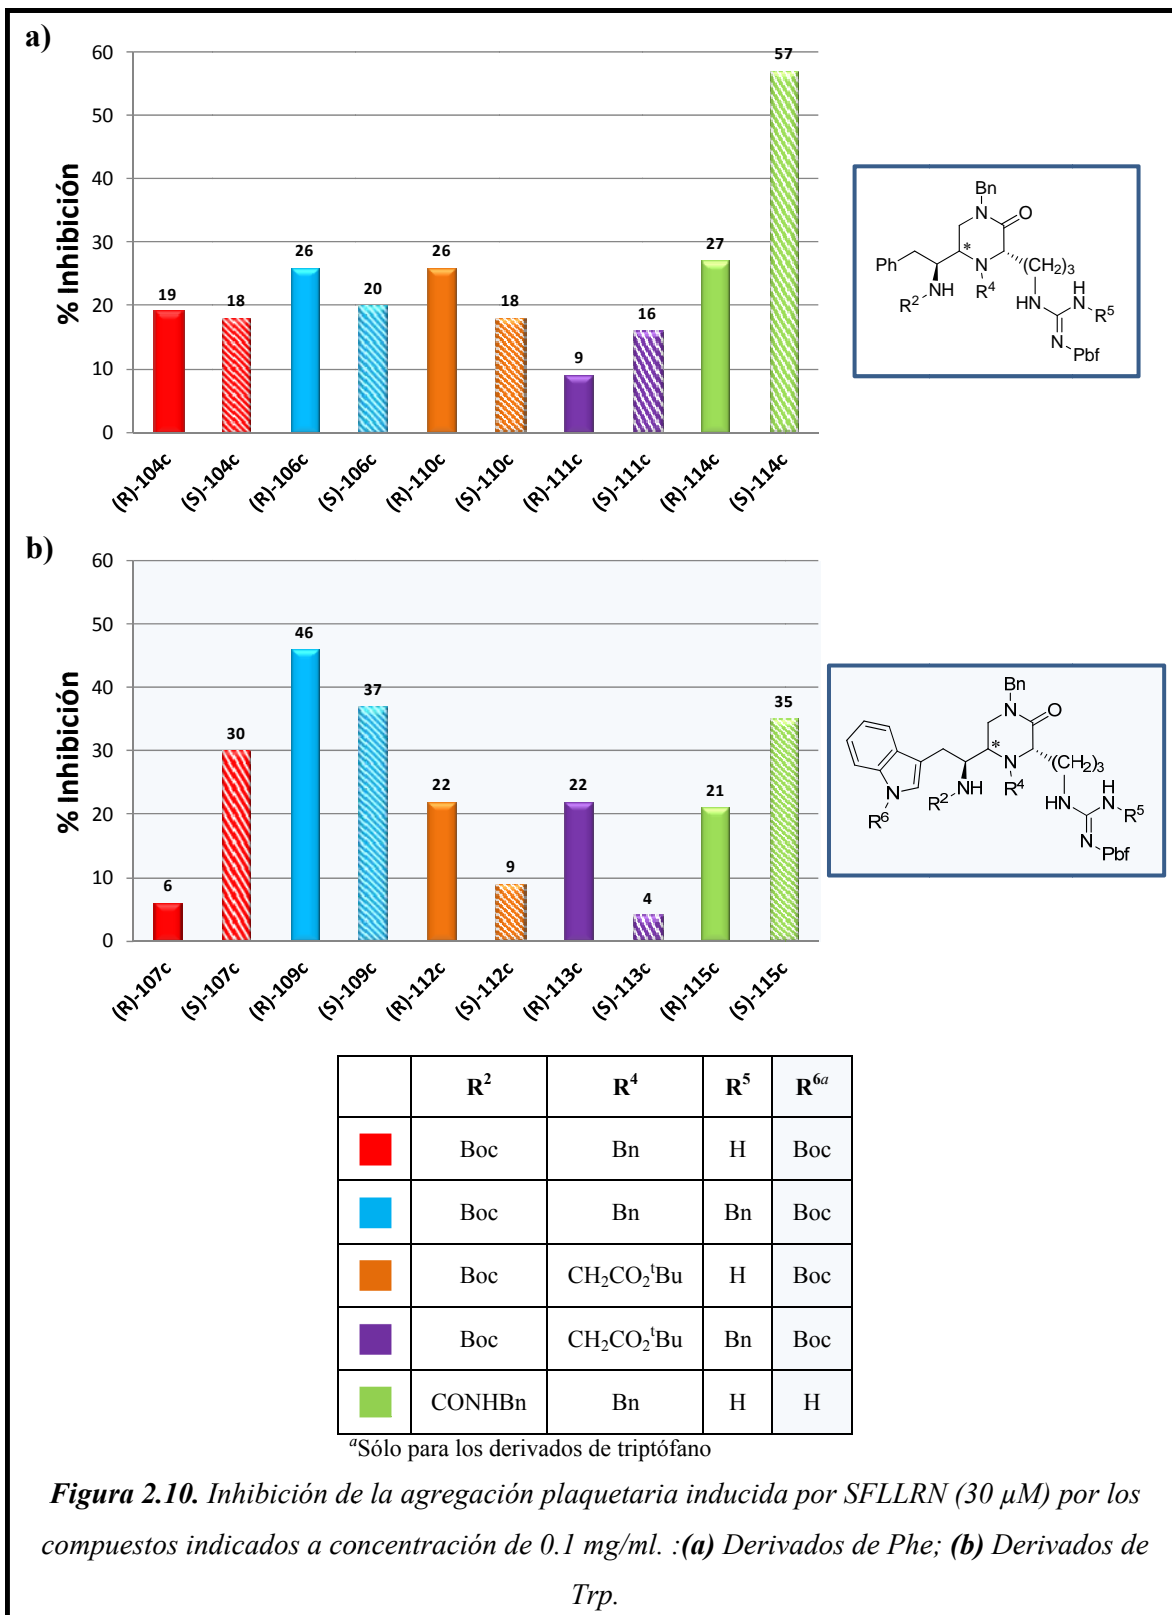 a)
% Inhibición
60
50
40
30
20
10
0
19
18
26
20
26
18
9
16
27
57
(R)-104c
(S)-104c
(R)-106c
(S)-106c
(R)-110c
(S)-110c
(R)-111c
(S)-111c
(R)-114c
(S)-114c
Bn
N
O
*
Ph
N
(CH₂)₃
NH
R⁴
R²
HN
H
N
R⁵
N
Pbf
b)
% Inhibición
60
50
40
30
20
10
0
6
30
46
37
22
9
22
4
21
35
(R)-107c
(S)-107c
(R)-109c
(S)-109c
(R)-112c
(S)-112c
(R)-113c
(S)-113c
(R)-115c
(S)-115c
Bn
N
O
*
N
(CH₂)₃
NH
R⁴
N
R²
R⁶
HN
H
N
R⁵
N
Pbf
R² R⁴ R⁵ R⁶ᵃ
Boc Bn H Boc
Boc Bn Bn Boc
Boc CH₂CO₂ᵗBu H Boc
Boc CH₂CO₂ᵗBu Bn Boc
CONHBn Bn H H
ᵃSólo para los derivados de triptófano
Figura 2.10. Inhibición de la agregación plaquetaria inducida por SFLLRN (30 µM) por los
compuestos indicados a concentración de 0.1 mg/ml. :(a) Derivados de Phe; (b) Derivados de
Trp.